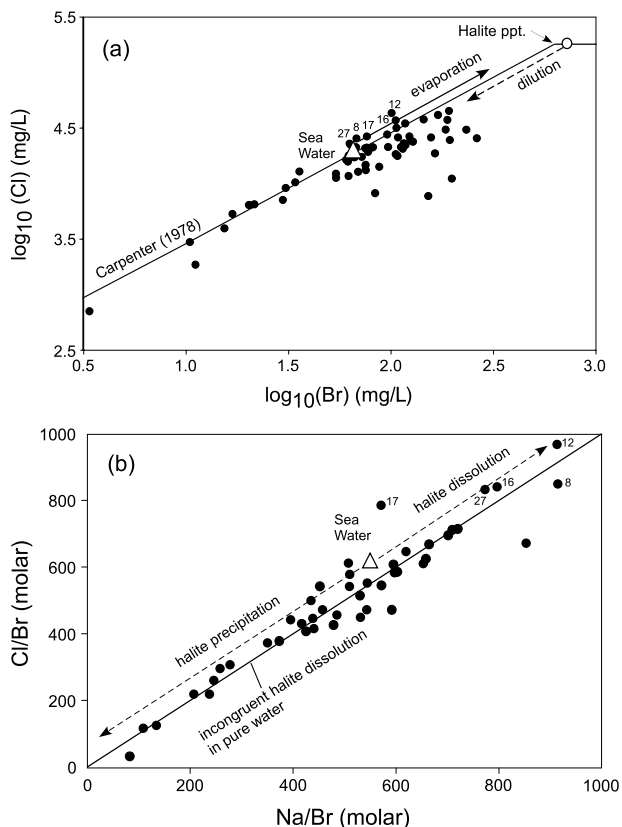 5.5
(a)
Halite ppt.
evaporation
dilution
12
4.5
27 8 17 16
Sea
Water
log10 (Cl) (mg/L)
3.5
Carpenter (1978)
2.5
0.5 1.0 1.5 2.0 2.5 3.0
log10(Br) (mg/L)
1000
(b)
12
halite dissolution
800
17
27 16 8
Sea
Water
600
Cl/Br (molar)
halite precipitation
400
incongruent halite dissolution
in pure water
200
0
0 200 400 600 800 1000
Na/Br (molar)